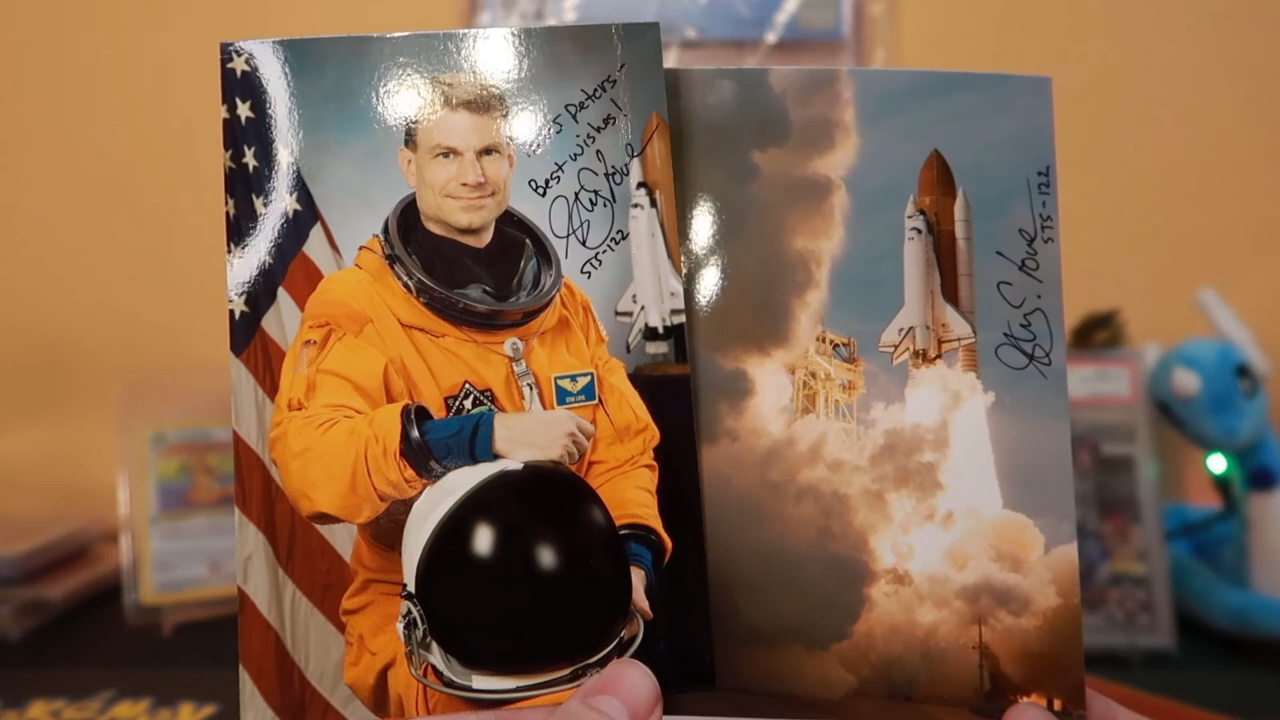 Peters-
Best wishes!
Stan Love
STS-122
STAN LOVE
Stan G. Love
STS-122